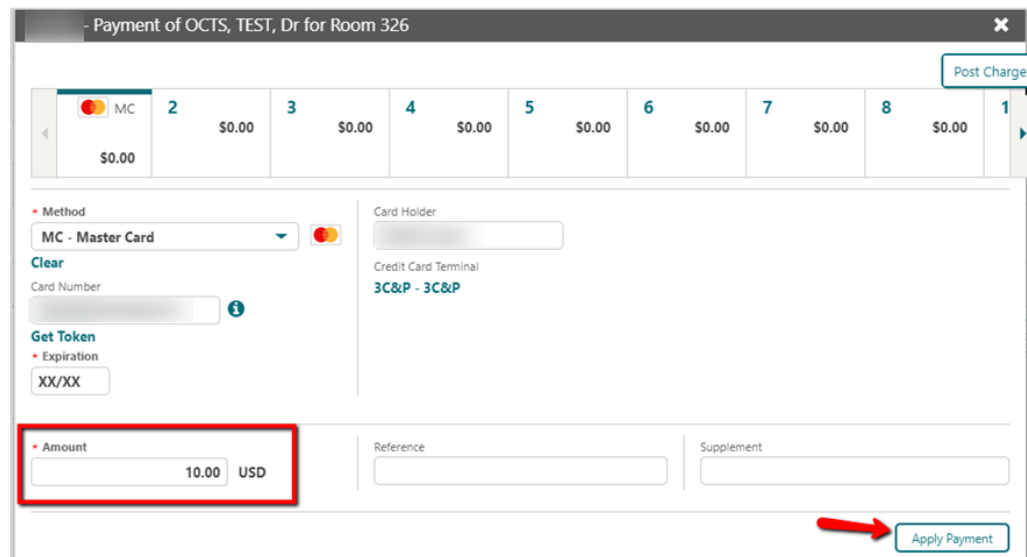 - Payment of OCTS, TEST, Dr for Room 326
Post Charge
MC 2 3 4 5 6 7 8 1
$0.00 $0.00 $0.00 $0.00 $0.00 $0.00 $0.00
$0.00
* Method
Card Holder
MC - Master Card
Clear
Credit Card Terminal
Card Number
3C&P - 3C&P
Get Token
* Expiration
XX/XX
* Amount
Reference
Supplement
10.00 USD
Apply Payment